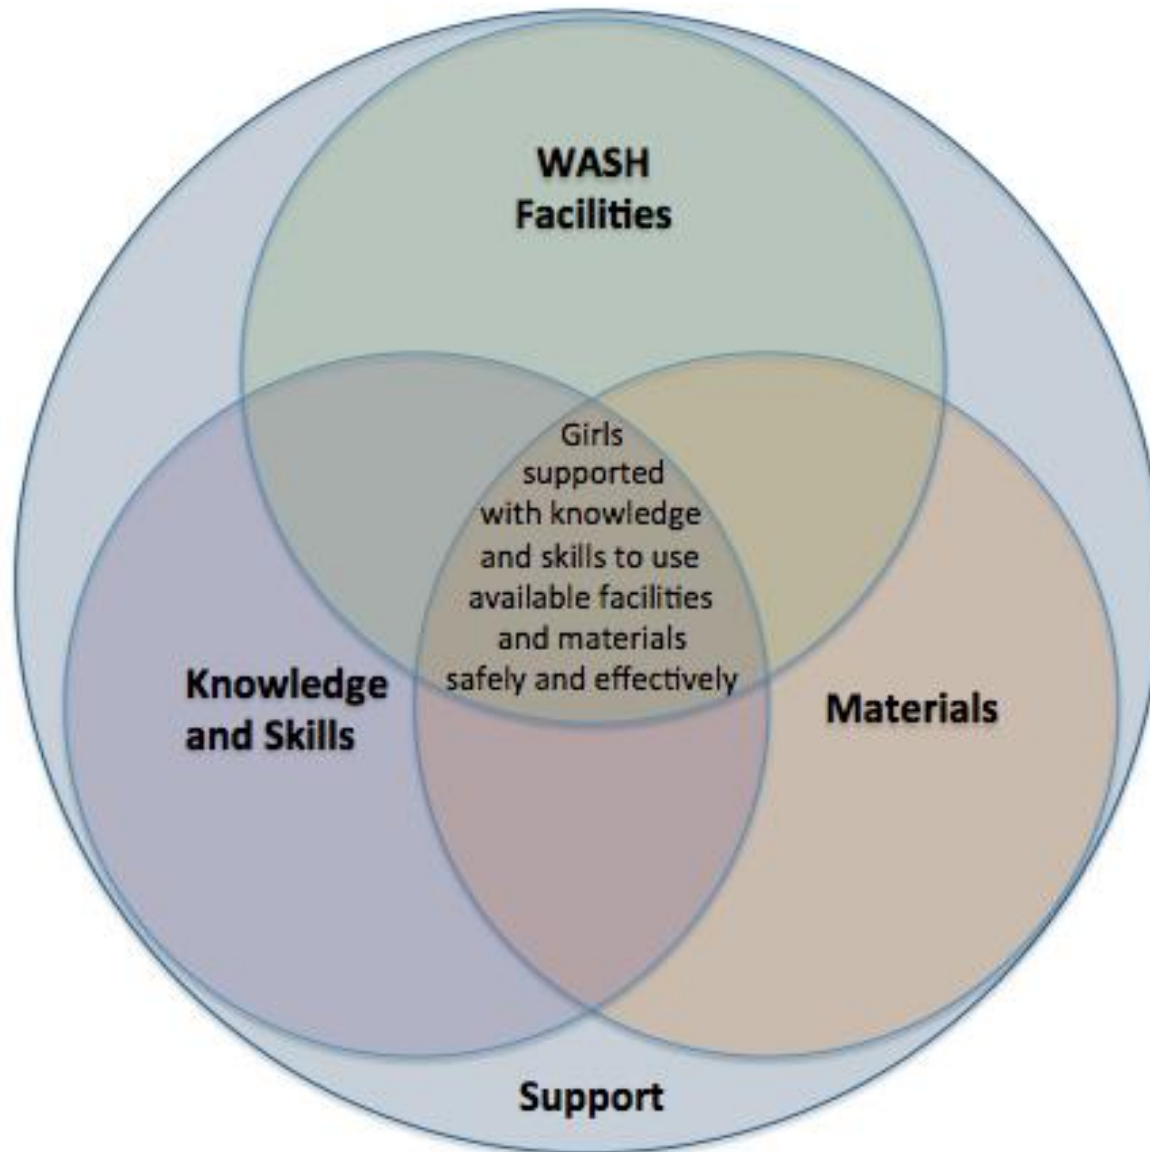 WASH
Facilities
Girls
supported
with knowledge
and skills to use
available facilities
and materials
safely and effectively
Knowledge
and Skills
Materials
Support